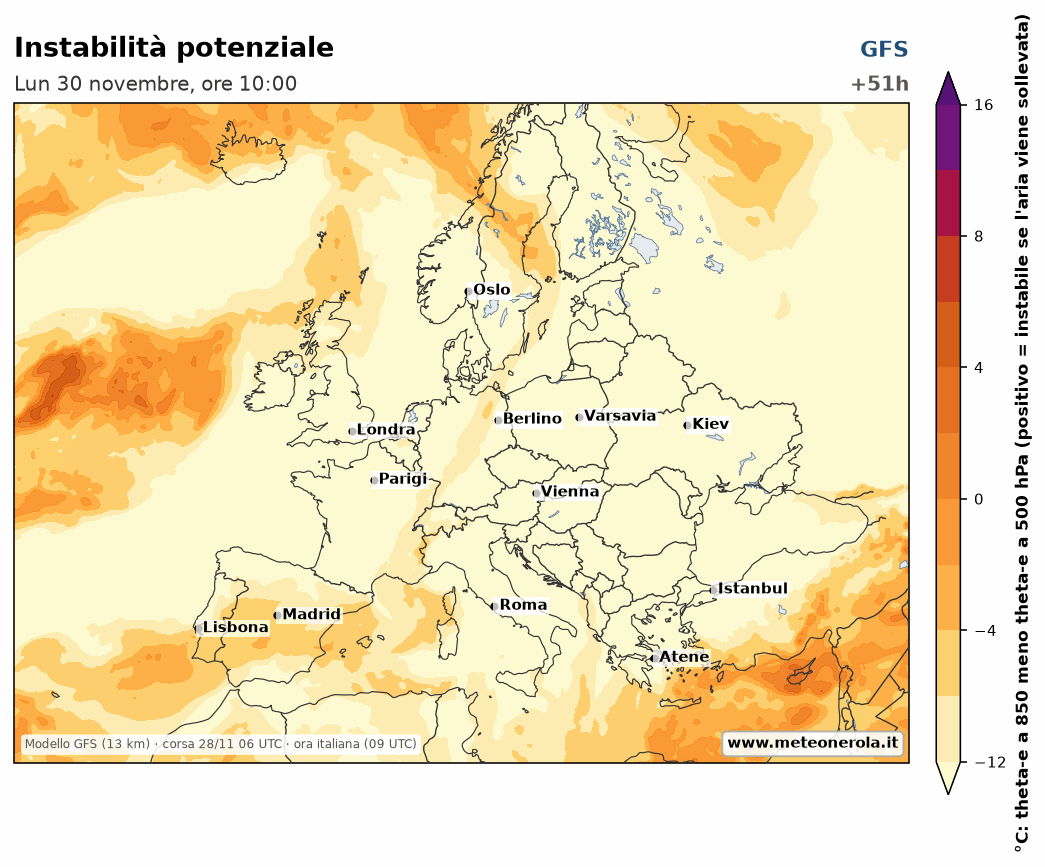 Instabilità potenziale
GFS
Lun 30 novembre, ore 10:00
+51h
Oslo
Londra
Berlino
Varsavia
Kiev
Parigi
Vienna
Istanbul
Madrid
Roma
Lisbona
Atene
Modello GFS (13 km) · corsa 28/11 06 UTC · ora italiana (09 UTC)
www.meteonerola.it
16
8
4
0
−4
−12
°C: theta-e a 850 meno theta-e a 500 hPa (positivo = instabile se l'aria viene sollevata)